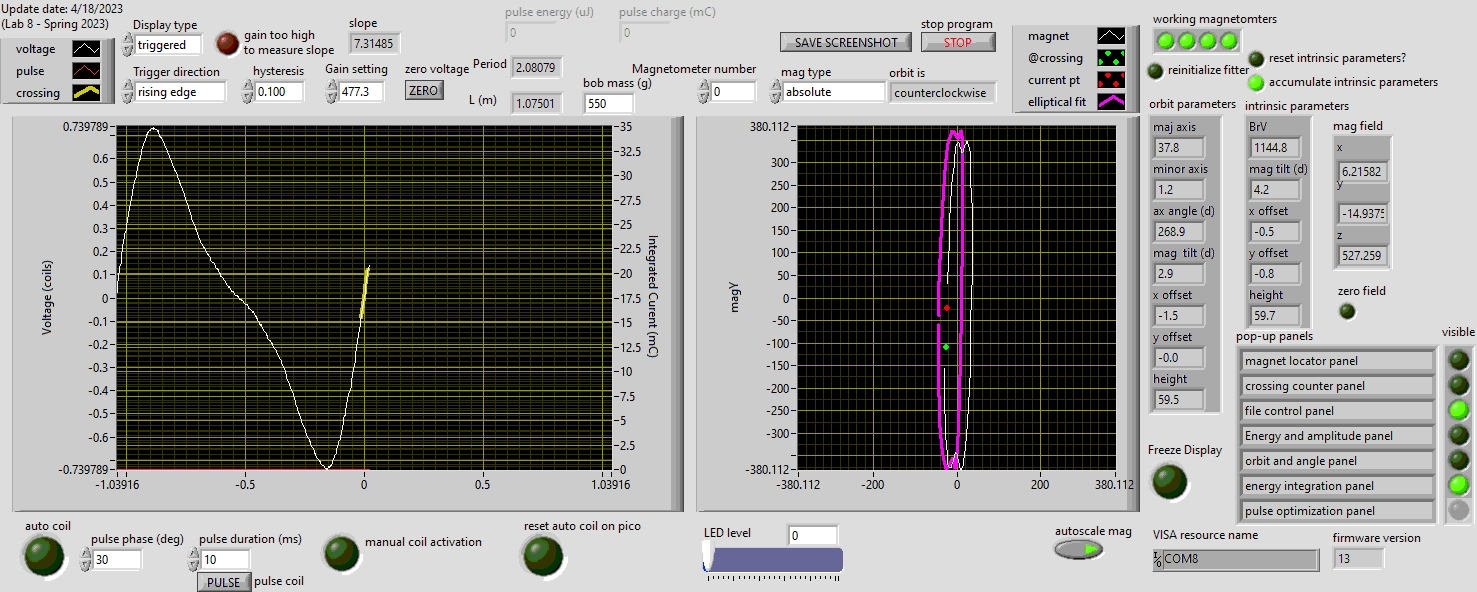 Update date: 4/18/2023
(Lab 8 - Spring 2023)
voltage
pulse
crossing
Display type
triggered
gain too high
to measure slope
slope
7.31485
Trigger direction
rising edge
hysteresis
0.100
Gain setting
477.3
zero voltage
ZERO
pulse energy (uJ)
0
pulse charge (mC)
0
Period
2.08079
L (m)
1.07501
bob mass (g)
550
SAVE SCREENSHOT
stop program
STOP
Magnetometer number
0
mag type
absolute
orbit is
counterclockwise
magnet
@crossing
current pt
elliptical fit
working magnetomters
reinitialize fitter
reset intrinsic parameters?
accumulate intrinsic parameters
orbit parameters
maj axis
37.8
minor axis
1.2
ax angle (d)
268.9
mag tilt (d)
2.9
x offset
-1.5
y offset
-0.0
height
59.5
intrinsic parameters
BrV
1144.8
mag tilt (d)
4.2
x offset
-0.5
y offset
-0.8
height
59.7
mag field
x
6.21582
y
-14.9375
z
527.259
zero field
Voltage (coils)
0.739789
0.6
0.5
0.4
0.3
0.2
0.1
0
-0.1
-0.2
-0.3
-0.4
-0.5
-0.6
-0.739789
-1.03916
-0.5
0
0.5
1.03916
35
32.5
30
27.5
25
22.5
20
17.5
15
12.5
10
7.5
5
2.5
0
Integrated Current (mC)
magY
380.112
300
250
200
150
100
50
0
-50
-100
-150
-200
-250
-300
-380.112
-380.112
-200
0
200
380.112
pop-up panels
visible
magnet locator panel
crossing counter panel
file control panel
Energy and amplitude panel
orbit and angle panel
energy integration panel
pulse optimization panel
Freeze Display
auto coil
pulse phase (deg)
30
pulse duration (ms)
10
PULSE
pulse coil
manual coil activation
reset auto coil on pico
LED level
0
autoscale mag
VISA resource name
COM8
firmware version
13